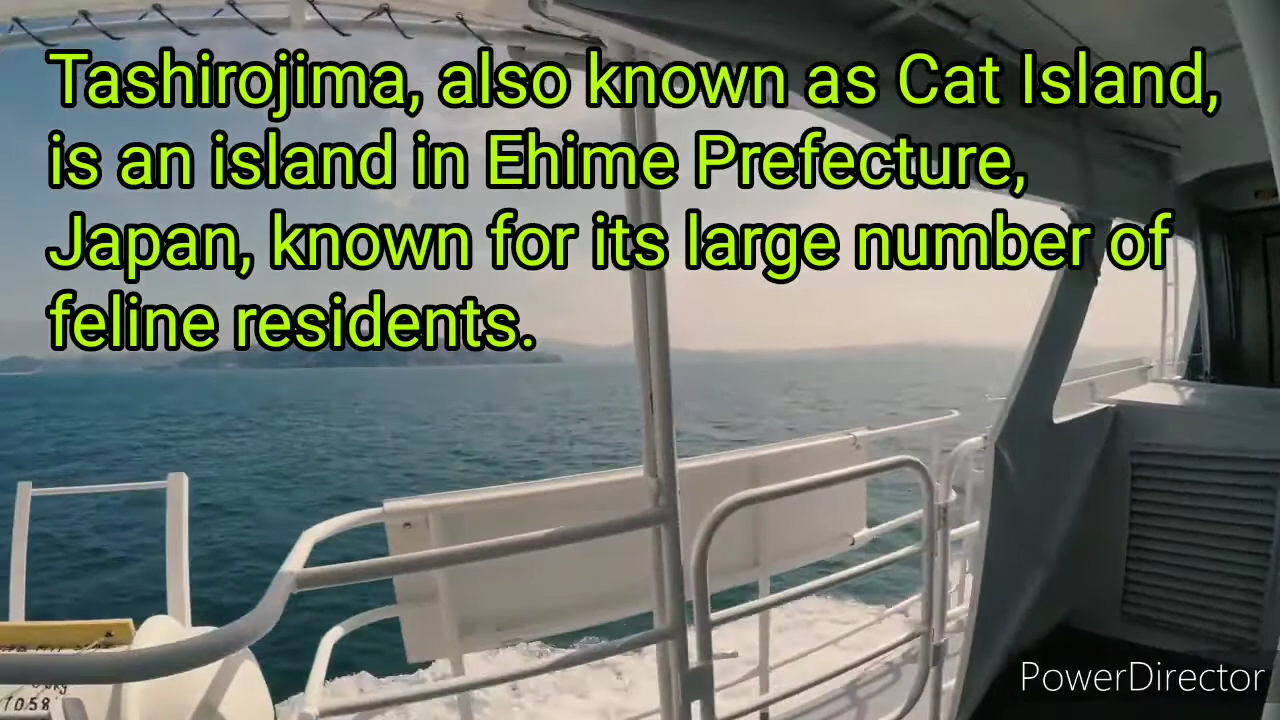 Tashirojima, also known as Cat Island,
is an island in Ehime Prefecture,
Japan, known for its large number of
feline residents.
PowerDirector
1058